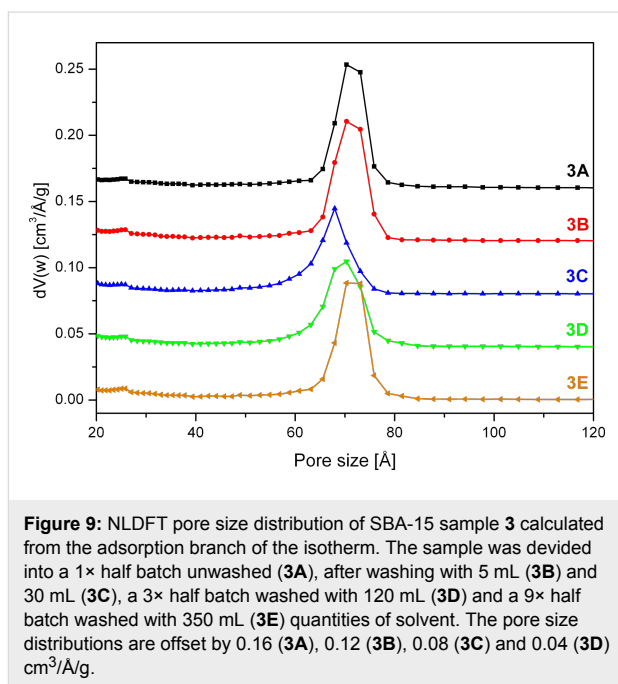 0.25
0.20
0.15
0.10
0.05
0.00
dV(w) [cm³/Å/g]
3A
3B
3C
3D
3E
20 40 60 80 100 120
Pore size [Å]
Figure 9: NLDFT pore size distribution of SBA-15 sample 3 calculated
from the adsorption branch of the isotherm. The sample was devided
into a 1× half batch unwashed (3A), after washing with 5 mL (3B) and
30 mL (3C), a 3× half batch washed with 120 mL (3D) and a 9× half
batch washed with 350 mL (3E) quantities of solvent. The pore size
distributions are offset by 0.16 (3A), 0.12 (3B), 0.08 (3C) and 0.04 (3D)
cm³/Å/g.